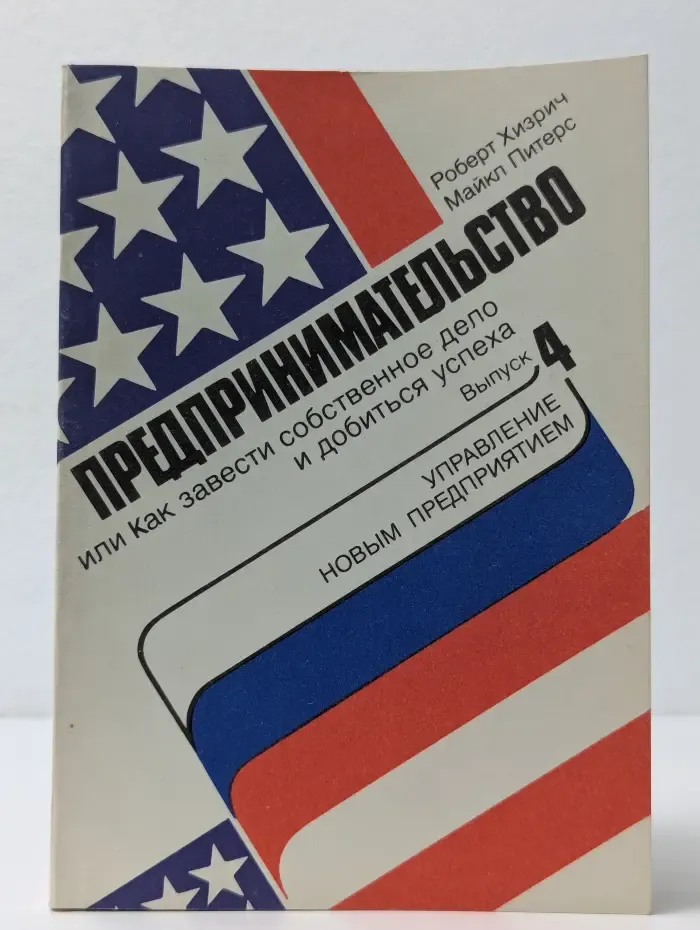 Роберт Хизрич
Майкл Питерс
ПРЕДПРИНИМАТЕЛЬСТВО
или Как завести собственное дело
и добиться успеха
Выпуск 4
УПРАВЛЕНИЕ
НОВЫМ ПРЕДПРИЯТИЕМ